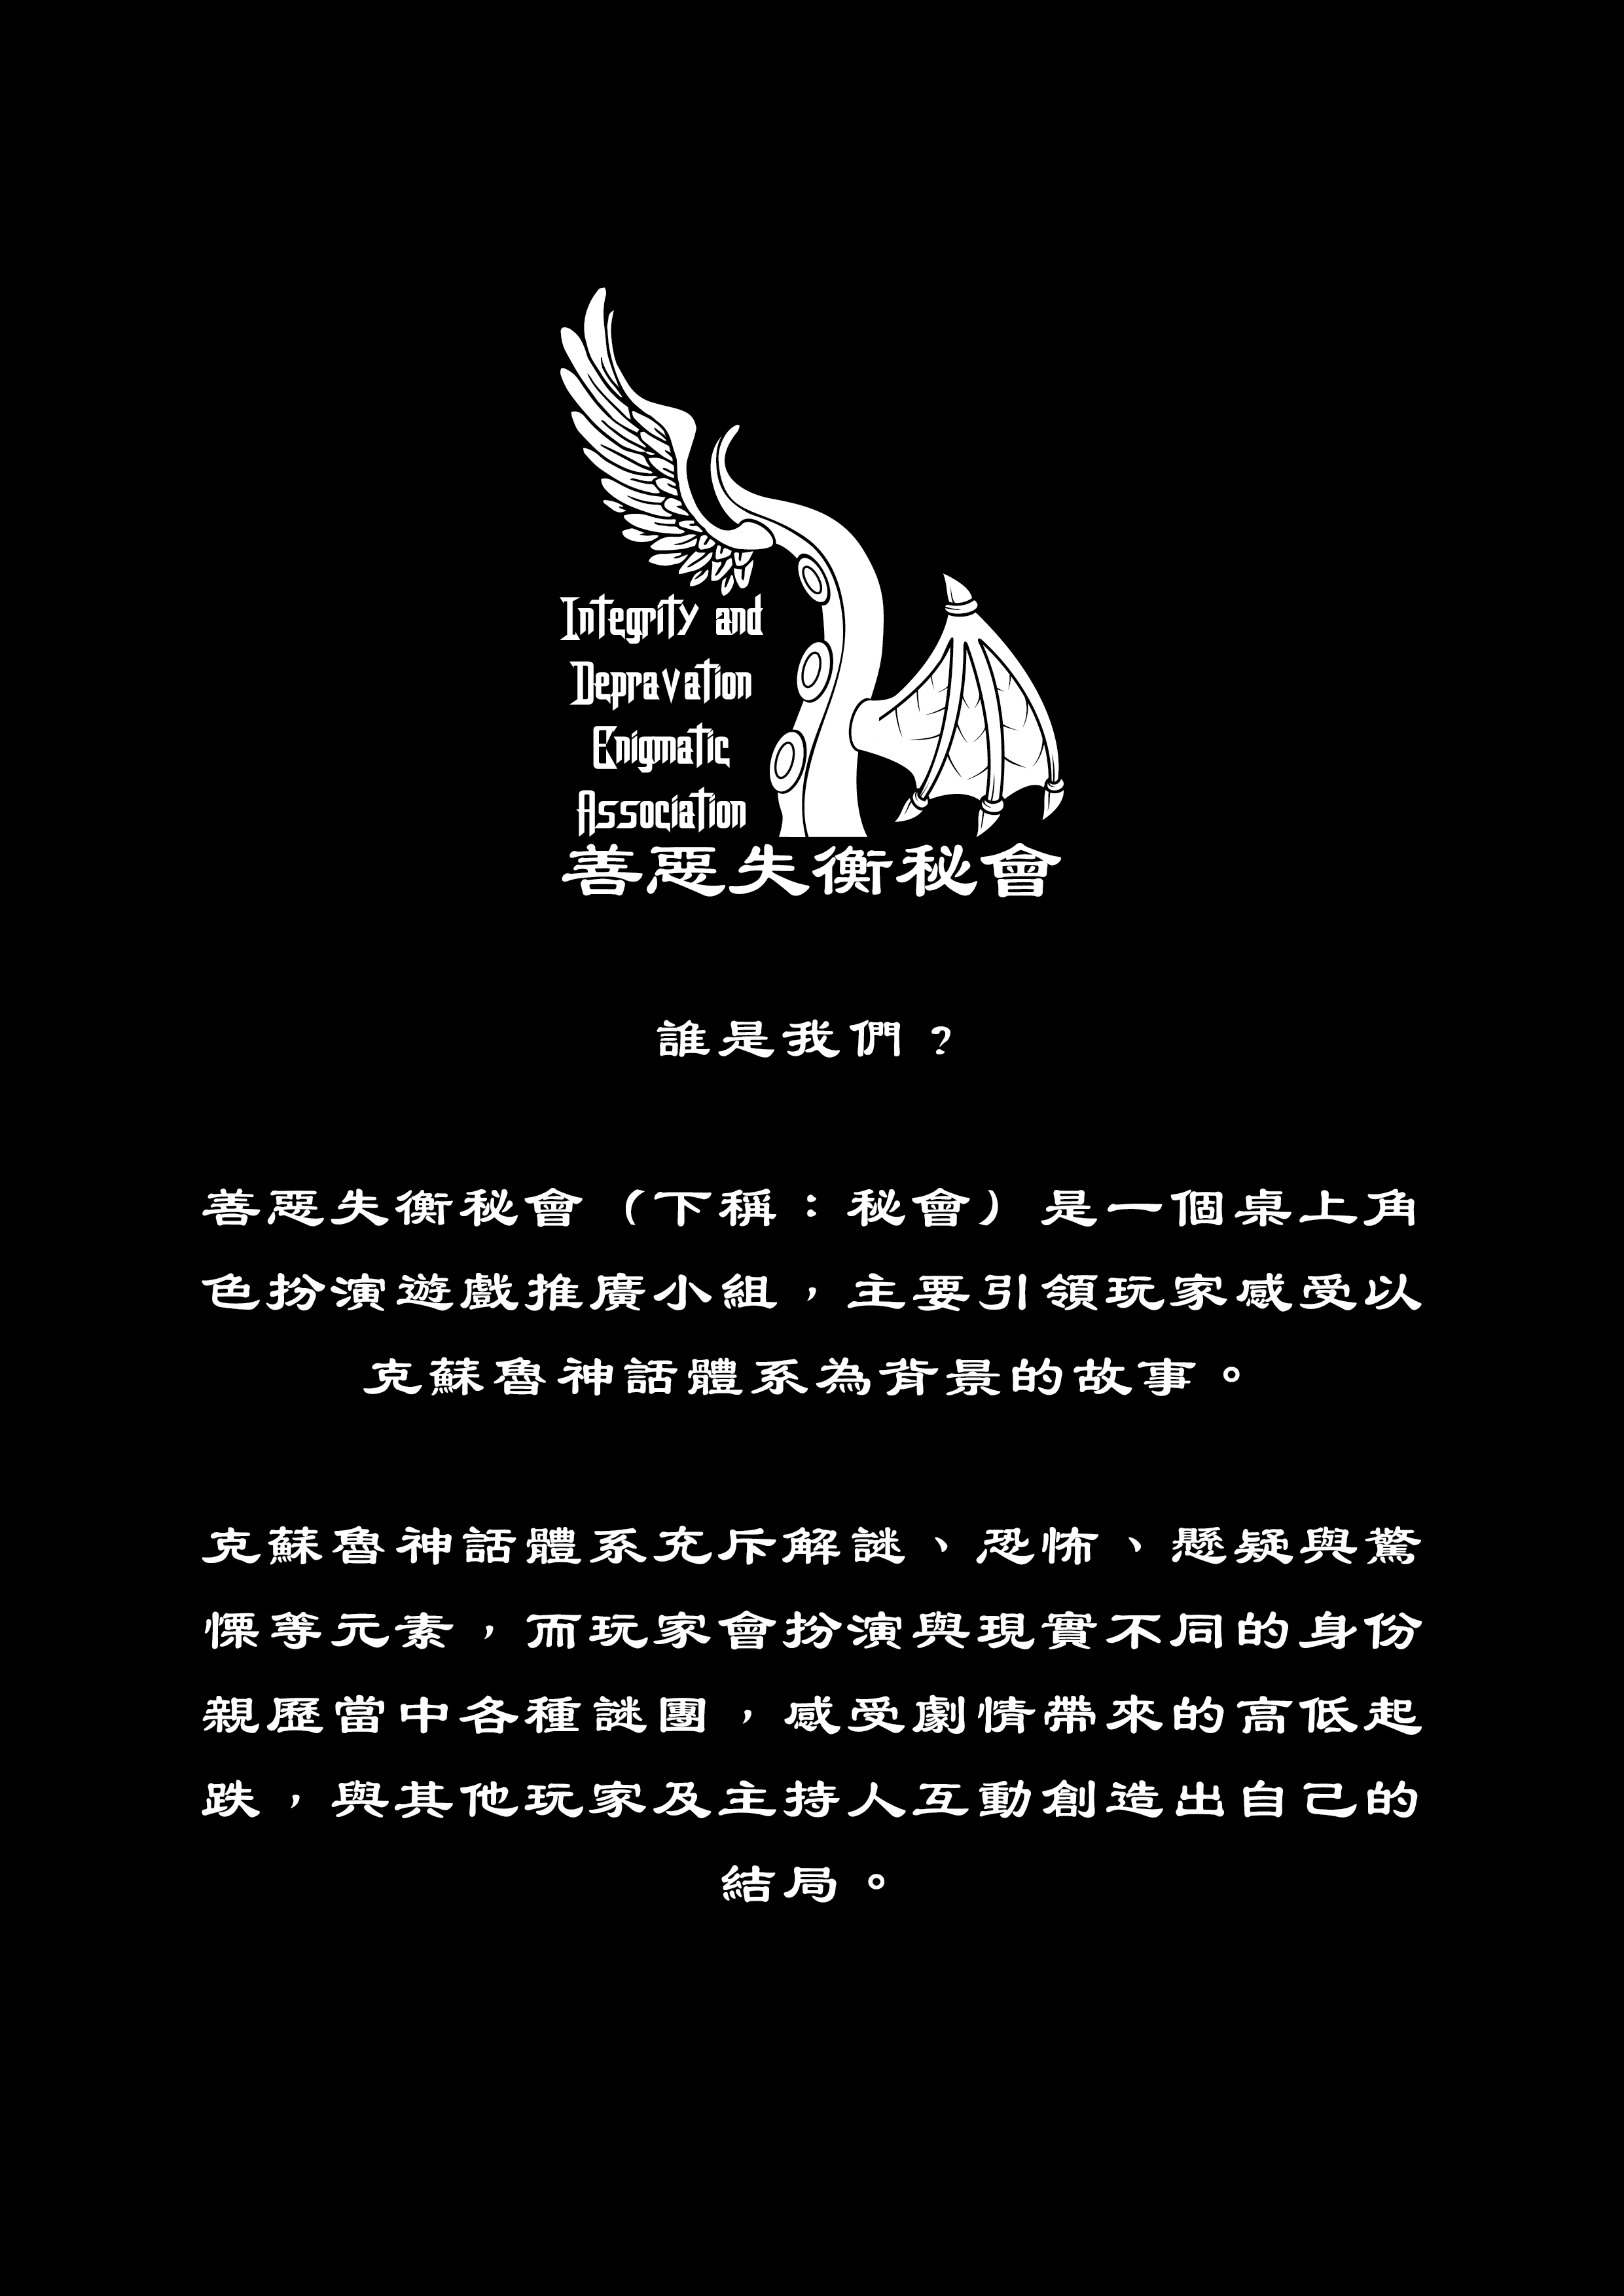 Integrity and
Depravation
Enigmatic
Association
善惡失衡秘會
誰是我們？
善惡失衡秘會（下稱：秘會）是一個桌上角
色扮演遊戲推廣小組，主要引領玩家感受以
克蘇魯神話體系為背景的故事。
克蘇魯神話體系充斥解謎、恐怖、懸疑與驚
慄等元素，而玩家會扮演與現實不同的身份
親歷當中各種謎團，感受劇情帶來的高低起
跌，與其他玩家及主持人互動創造出自己的
結局。